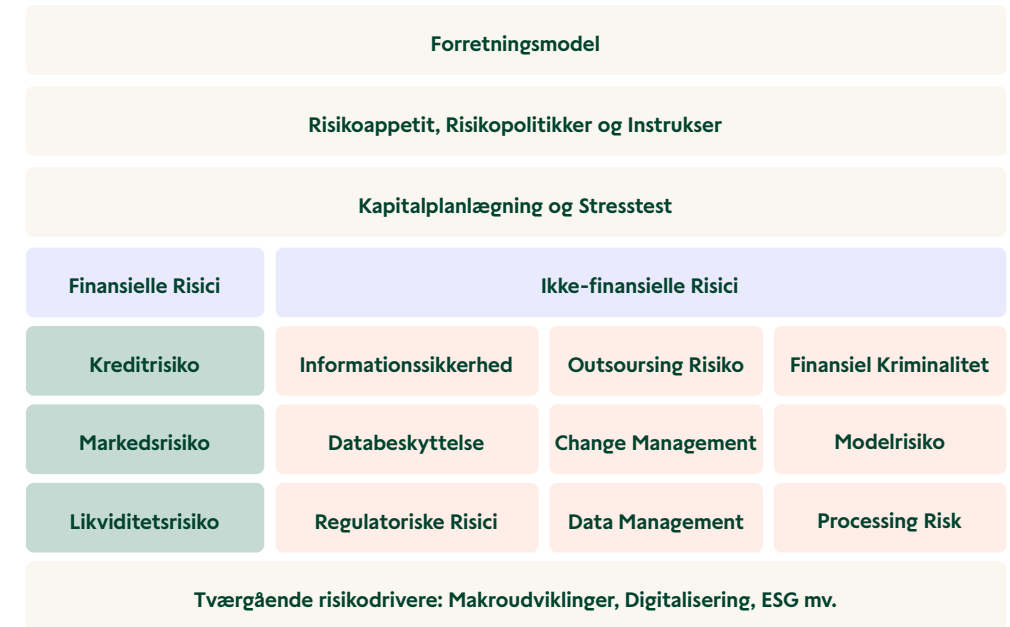 Forretningsmodel
Risikoappetit, Risikopolitikker og Instrukser
Kapitalplanlægning og Stresstest
Finansielle Risici
Ikke-finansielle Risici
Kreditrisiko
Informationssikkerhed
Outsoursing Risiko
Finansiel Kriminalitet
Markedsrisiko
Databeskyttelse
Change Management
Modelrisiko
Likviditetsrisiko
Regulatoriske Risici
Data Management
Processing Risk
Tværgående risikodrivere: Makroudviklinger, Digitalisering, ESG mv.